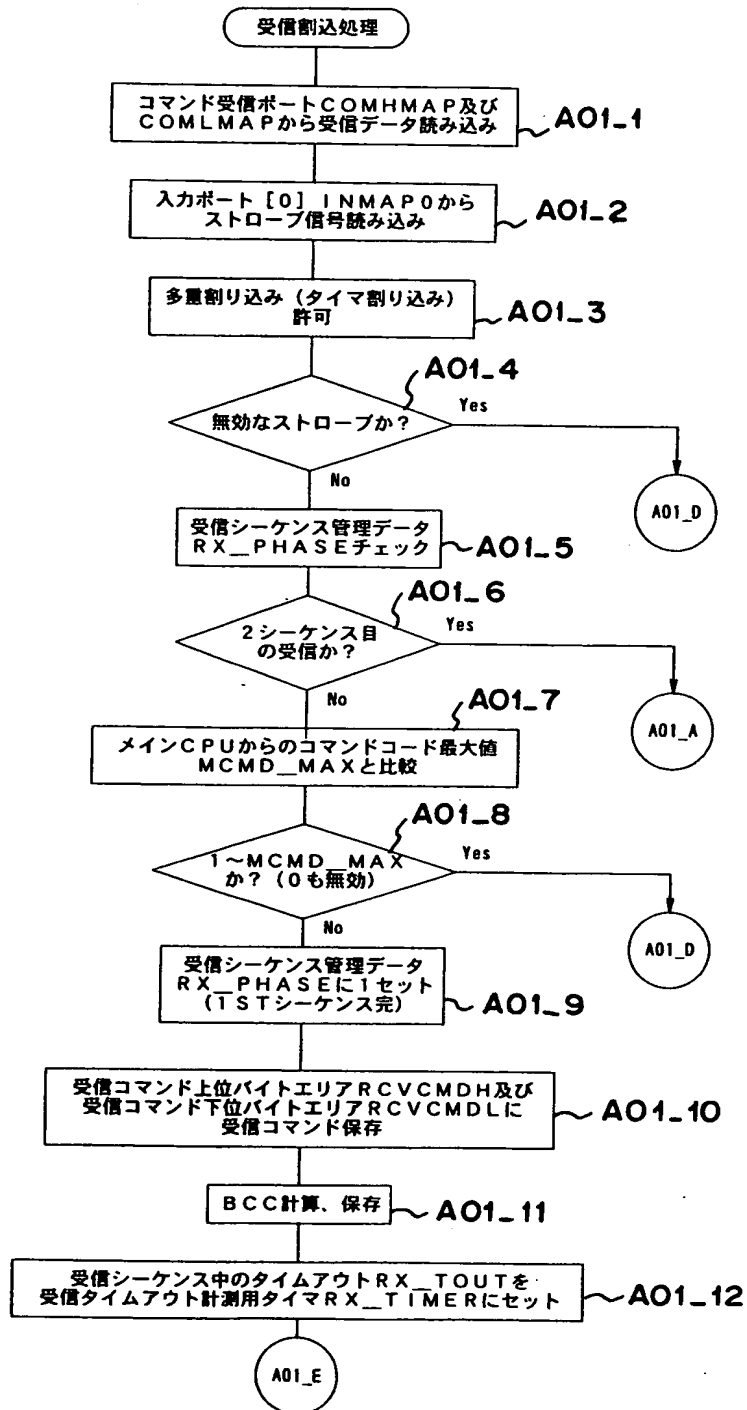 受信割込処理
コマンド受信ポートCOMHMAP及び
COMLMAPから受信データ読み込み
A01_1
入力ポート[0]INMAP0から
ストローブ信号読み込み
A01_2
多重割り込み(タイマ割り込み)
許可
A01_3
A01_4
無効なストローブか?
Yes
No
A01_D
受信シーケンス管理データ
RX__PHASEチェック
A01_5
A01_6
2シーケンス目
の受信か?
Yes
No
A01_A
A01_7
メインCPUからのコマンドコード最大値
MCMD__MAXと比較
A01_8
1〜MCMD__MAX
か?(0も無効)
Yes
No
A01_D
受信シーケンス管理データ
RX__PHASEに1セット
(1STシーケンス完)
A01_9
受信コマンド上位バイトエリアRCVCMDH及び
受信コマンド下位バイトエリアRCVCMDLに
受信コマンド保存
A01_10
BCC計算、保存
A01_11
受信シーケンス中のタイムアウトRX__TOUTを
受信タイムアウト計測用タイマRX__TIMERにセット
A01_12
A01_E